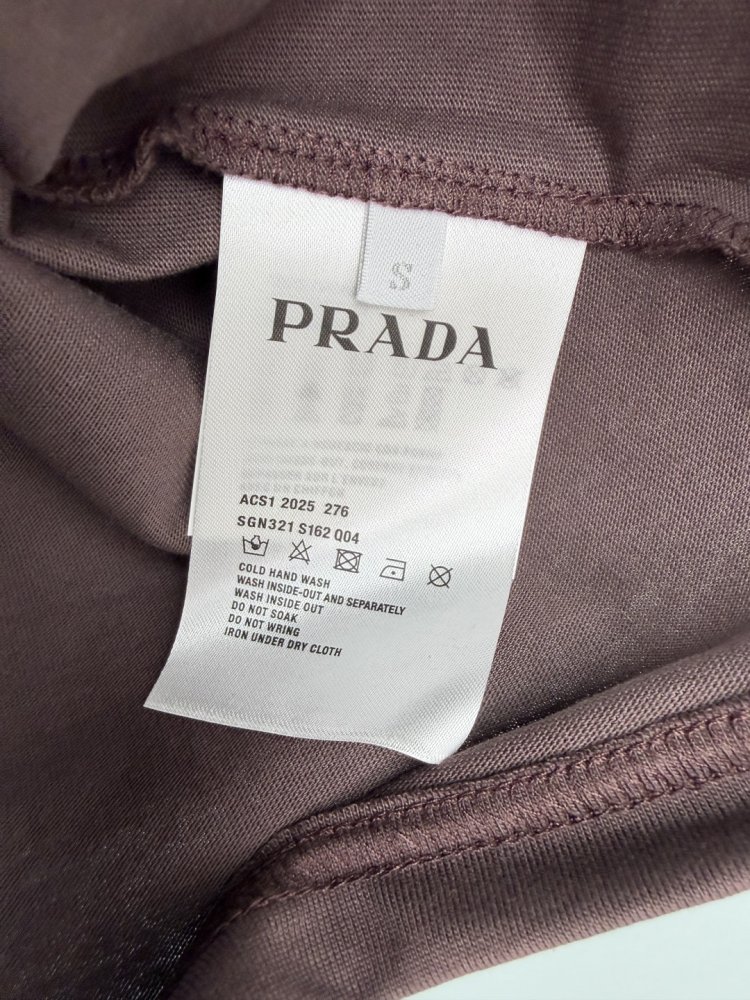 S
PRADA
ACS1 2025 276
SGN321 S162 Q04
COLD HAND WASH
WASH INSIDE-OUT AND SEPARATELY
WASH INSIDE OUT
DO NOT SOAK
DO NOT WRING
IRON UNDER DRY CLOTH